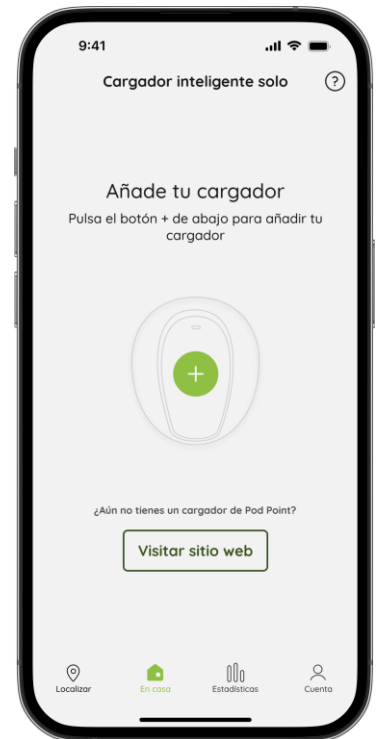 9:41
Cargador inteligente solo
?
Añade tu cargador
Pulsa el botón + de abajo para añadir tu
cargador
+
¿Aún no tienes un cargador de Pod Point?
Visitar sitio web
Localizar
En casa
Estadísticas
Cuenta